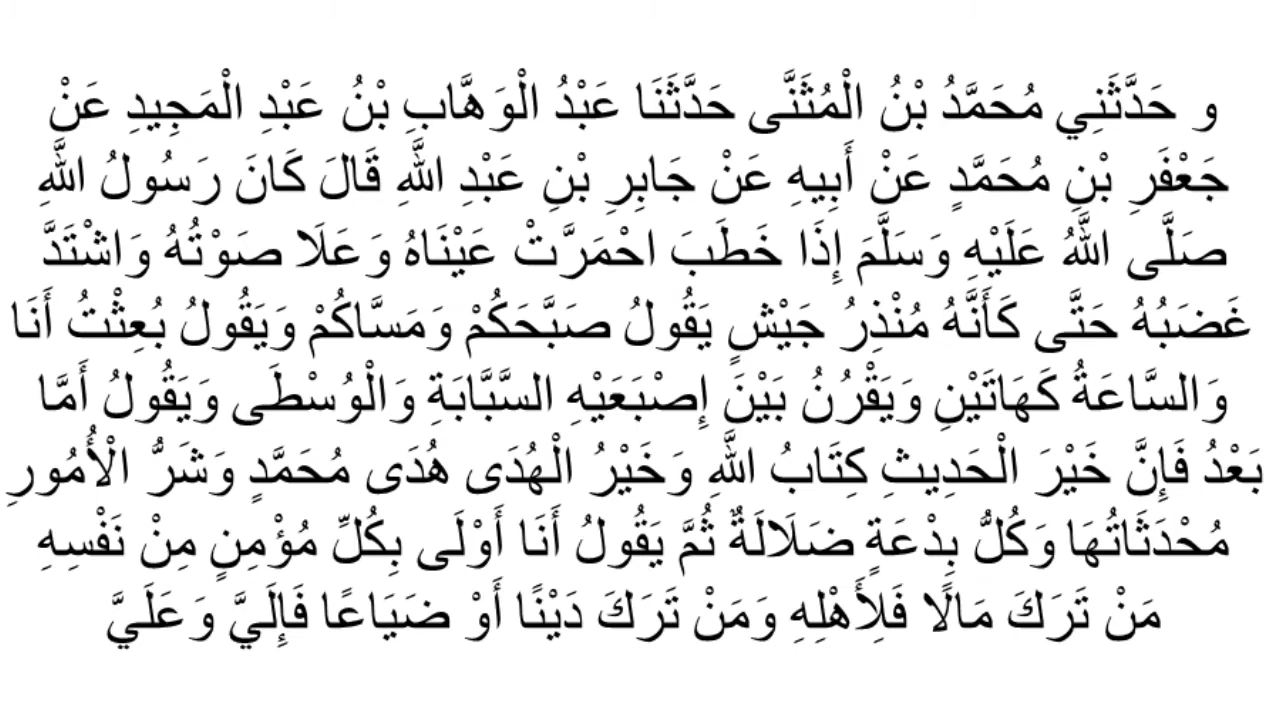 و حَدَّثَنِي مُحَمَّدُ بْنُ الْمُثَنَّى حَدَّثَنَا عَبْدُ الْوَهَّابِ بْنُ عَبْدِ الْمَجِيدِ عَنْ
جَعْفَرِ بْنِ مُحَمَّدٍ عَنْ أَبِيهِ عَنْ جَابِرِ بْنِ عَبْدِ اللَّهِ قَالَ كَانَ رَسُولُ اللَّهِ
صَلَّى اللَّهُ عَلَيْهِ وَسَلَّمَ إِذَا خَطَبَ احْمَرَّتْ عَيْنَاهُ وَعَلَا صَوْتُهُ وَاشْتَدَّ
غَضَبُهُ حَتَّى كَأَنَّهُ مُنْذِرُ جَيْشٍ يَقُولُ صَبَّحَكُمْ وَمَسَّاكُمْ وَيَقُولُ بُعِثْتُ أَنَا
وَالسَّاعَةُ كَهَاتَيْنِ وَيَقْرُنُ بَيْنَ إِصْبَعَيْهِ السَّبَّابَةِ وَالْوُسْطَى وَيَقُولُ أَمَّا
بَعْدُ فَإِنَّ خَيْرَ الْحَدِيثِ كِتَابُ اللَّهِ وَخَيْرُ الْهُدَى هُدَى مُحَمَّدٍ وَشَرُّ الْأُمُورِ
مُحْدَثَاتُهَا وَكُلُّ بِدْعَةٍ ضَلَالَةٌ ثُمَّ يَقُولُ أَنَا أَوْلَى بِكُلِّ مُؤْمِنٍ مِنْ نَفْسِهِ
مَنْ تَرَكَ مَالًا فَلِأَهْلِهِ وَمَنْ تَرَكَ دَيْنًا أَوْ ضَيَاعًا فَإِلَيَّ وَعَلَيَّ